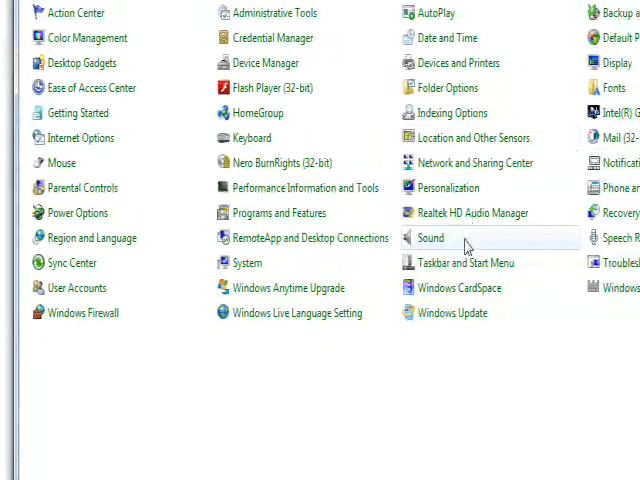 Action Center
Administrative Tools
AutoPlay
Backup a
Color Management
Credential Manager
Date and Time
Default P
Desktop Gadgets
Device Manager
Devices and Printers
Display
Ease of Access Center
Flash Player (32-bit)
Folder Options
Fonts
Getting Started
HomeGroup
Indexing Options
Intel(R) G
Internet Options
Keyboard
Location and Other Sensors
Mail (32-
Mouse
Nero BurnRights (32-bit)
Network and Sharing Center
Notificati
Parental Controls
Performance Information and Tools
Personalization
Phone an
Power Options
Programs and Features
Realtek HD Audio Manager
Recovery
Region and Language
RemoteApp and Desktop Connections
Sound
Speech R
Sync Center
System
Taskbar and Start Menu
Troublesh
User Accounts
Windows Anytime Upgrade
Windows CardSpace
Windows
Windows Firewall
Windows Live Language Setting
Windows Update